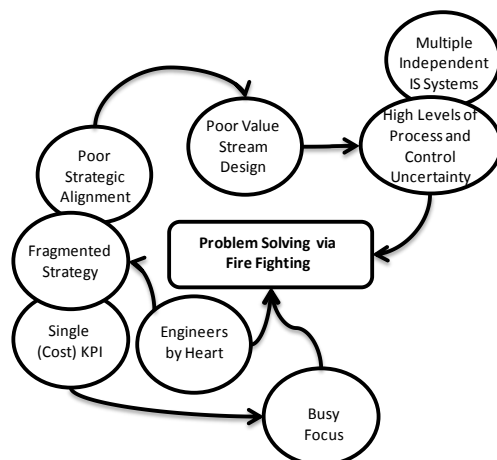 Multiple
Independent
IS Systems
High Levels of
Process and
Control
Uncertainty
Poor Value
Stream
Design
Poor
Strategic
Alignment
Fragmented
Strategy
Single
(Cost) KPI
Engineers
by Heart
Problem Solving via
Fire Fighting
Busy
Focus